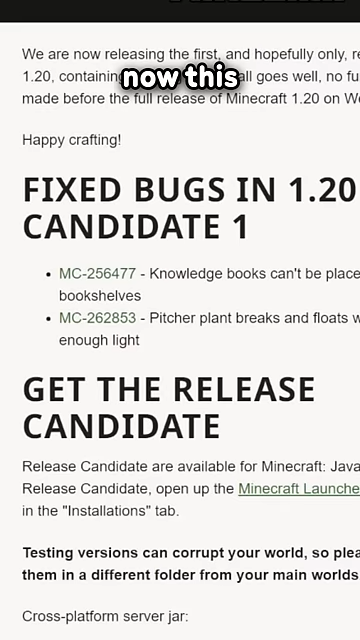 We are now releasing the first, and hopefully only, re
1.20, containing now this all goes well, no fu
made before the full release of Minecraft 1.20 on We
Happy crafting!
FIXED BUGS IN 1.20
CANDIDATE 1
• MC-256477 - Knowledge books can't be place
bookshelves
• MC-262853 - Pitcher plant breaks and floats w
enough light
GET THE RELEASE
CANDIDATE
Release Candidate are available for Minecraft: Java
Release Candidate, open up the Minecraft Launche
in the "Installations" tab.
Testing versions can corrupt your world, so plea
them in a different folder from your main worlds
Cross-platform server jar: